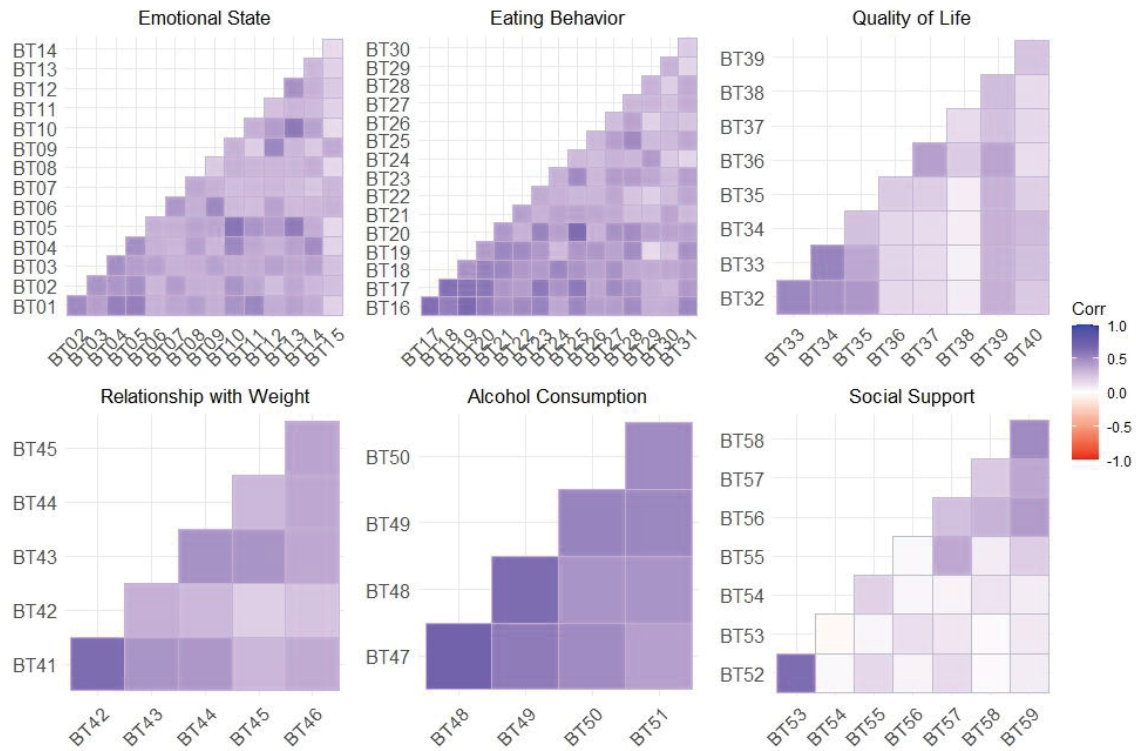 Emotional State
BT14
BT13
BT12
BT11
BT10
BT09
BT08
BT07
BT06
BT05
BT04
BT03
BT02
BT01
BT02
BT03
BT04
BT05
BT06
BT07
BT08
BT09
BT10
BT11
BT12
BT13
BT14
BT15
Eating Behavior
BT30
BT29
BT28
BT27
BT26
BT25
BT24
BT23
BT22
BT21
BT20
BT19
BT18
BT17
BT16
BT17
BT18
BT19
BT20
BT21
BT22
BT23
BT24
BT25
BT26
BT27
BT28
BT29
BT30
BT31
Quality of Life
BT39
BT38
BT37
BT36
BT35
BT34
BT33
BT32
BT33
BT34
BT35
BT36
BT37
BT38
BT39
BT40
Corr
1.0
0.5
0.0
-0.5
-1.0
Relationship with Weight
BT45
BT44
BT43
BT42
BT41
BT42
BT43
BT44
BT45
BT46
Alcohol Consumption
BT50
BT49
BT48
BT47
BT48
BT49
BT50
BT51
Social Support
BT58
BT57
BT56
BT55
BT54
BT53
BT52
BT53
BT54
BT55
BT56
BT57
BT58
BT59